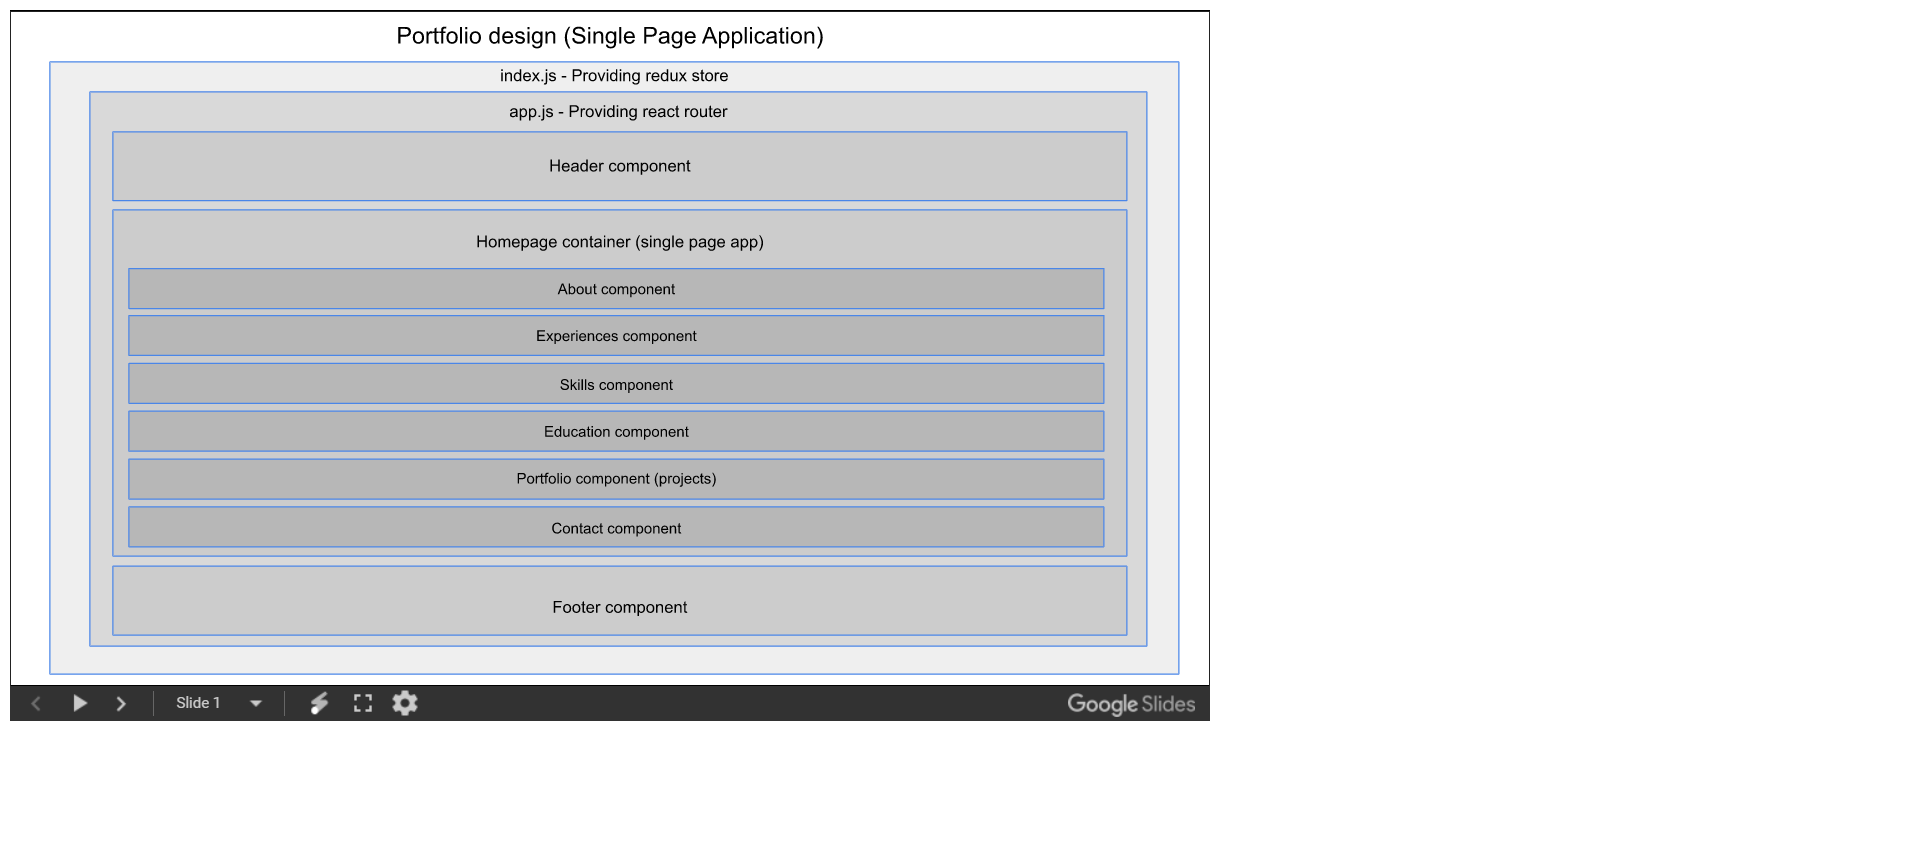 Portfolio design (Single Page Application)
index.js - Providing redux store
app.js - Providing react router
Header component
Homepage container (single page app)
About component
Experiences component
Skills component
Education component
Portfolio component (projects)
Contact component
Footer component
Slide 1
Google Slides